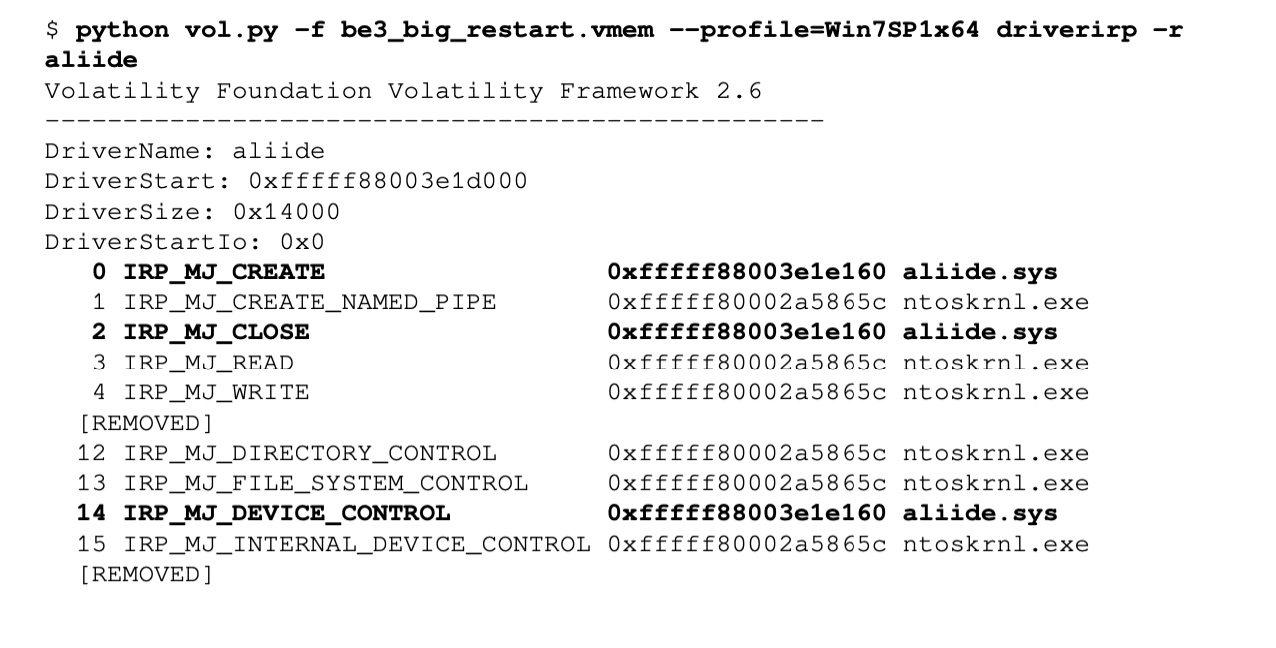 $ python vol.py -f be3_big_restart.vmem --profile=Win7SP1x64 driverirp -r
aliide
Volatility Foundation Volatility Framework 2.6
--------------------------------------------------
DriverName: aliide
DriverStart: 0xfffff88003e1d000
DriverSize: 0x14000
DriverStartIo: 0x0
0 IRP_MJ_CREATE 0xfffff88003e1e160 aliide.sys
1 IRP_MJ_CREATE_NAMED_PIPE 0xfffff80002a5865c ntoskrnl.exe
2 IRP_MJ_CLOSE 0xfffff88003e1e160 aliide.sys
3 IRP_MJ_READ 0xfffff80002a5865c ntoskrnl.exe
4 IRP_MJ_WRITE 0xfffff80002a5865c ntoskrnl.exe
[REMOVED]
12 IRP_MJ_DIRECTORY_CONTROL 0xfffff80002a5865c ntoskrnl.exe
13 IRP_MJ_FILE_SYSTEM_CONTROL 0xfffff80002a5865c ntoskrnl.exe
14 IRP_MJ_DEVICE_CONTROL 0xfffff88003e1e160 aliide.sys
15 IRP_MJ_INTERNAL_DEVICE_CONTROL 0xfffff80002a5865c ntoskrnl.exe
[REMOVED]